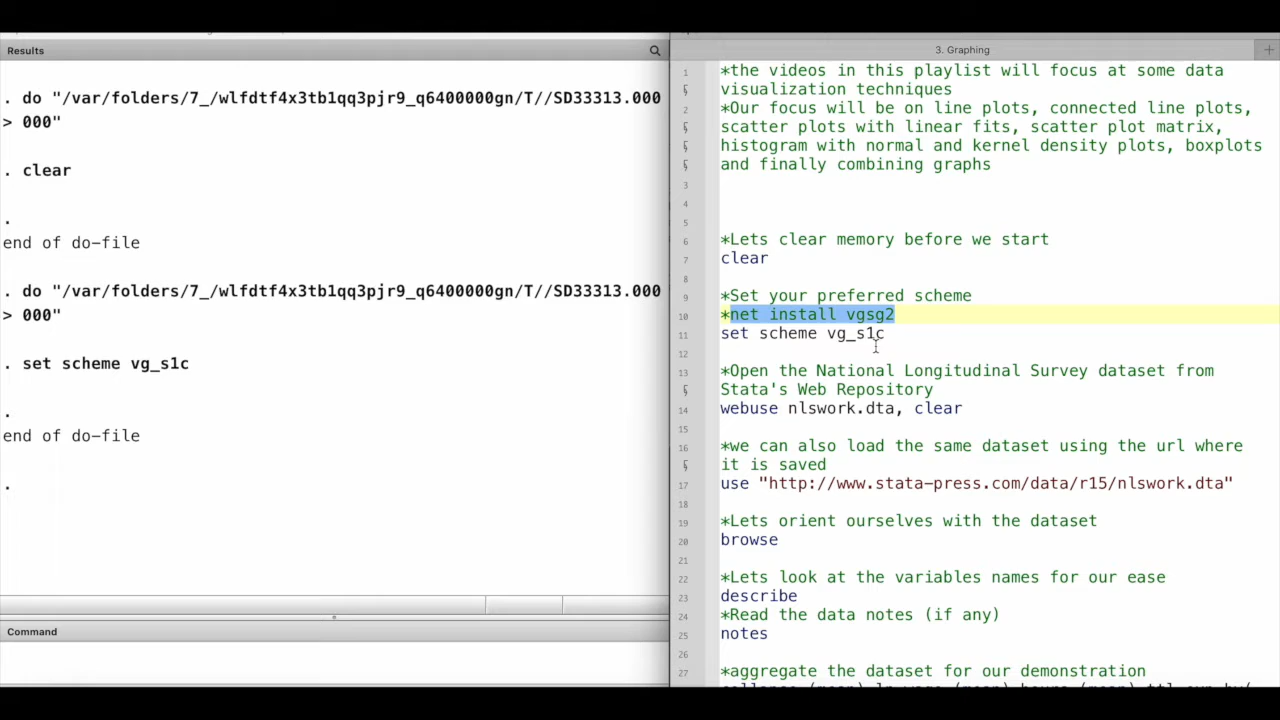 Results
. do "/var/folders/7_/wlfdtf4x3tb1qq3pjr9_q6400000gn/T//SD33313.000
> 000"
. clear
.
end of do-file
. do "/var/folders/7_/wlfdtf4x3tb1qq3pjr9_q6400000gn/T//SD33313.000
> 000"
. set scheme vg_s1c
.
end of do-file
.
Command
3. Graphing
+
1 *the videos in this playlist will focus at some data
visualization techniques
2 *Our focus will be on line plots, connected line plots,
scatter plots with linear fits, scatter plot matrix,
histogram with normal and kernel density plots, boxplots
and finally combining graphs
3
4
5
6 *Lets clear memory before we start
7 clear
8
9 *Set your preferred scheme
10 *net install vgsg2
11 set scheme vg_s1c
12
13 *Open the National Longitudinal Survey dataset from
Stata's Web Repository
14 webuse nlswork.dta, clear
15
16 *we can also load the same dataset using the url where
it is saved
17 use "http://www.stata-press.com/data/r15/nlswork.dta"
18
19 *Lets orient ourselves with the dataset
20 browse
21
22 *Lets look at the variables names for our ease
23 describe
24 *Read the data notes (if any)
25 notes
26
27 *aggregate the dataset for our demonstration